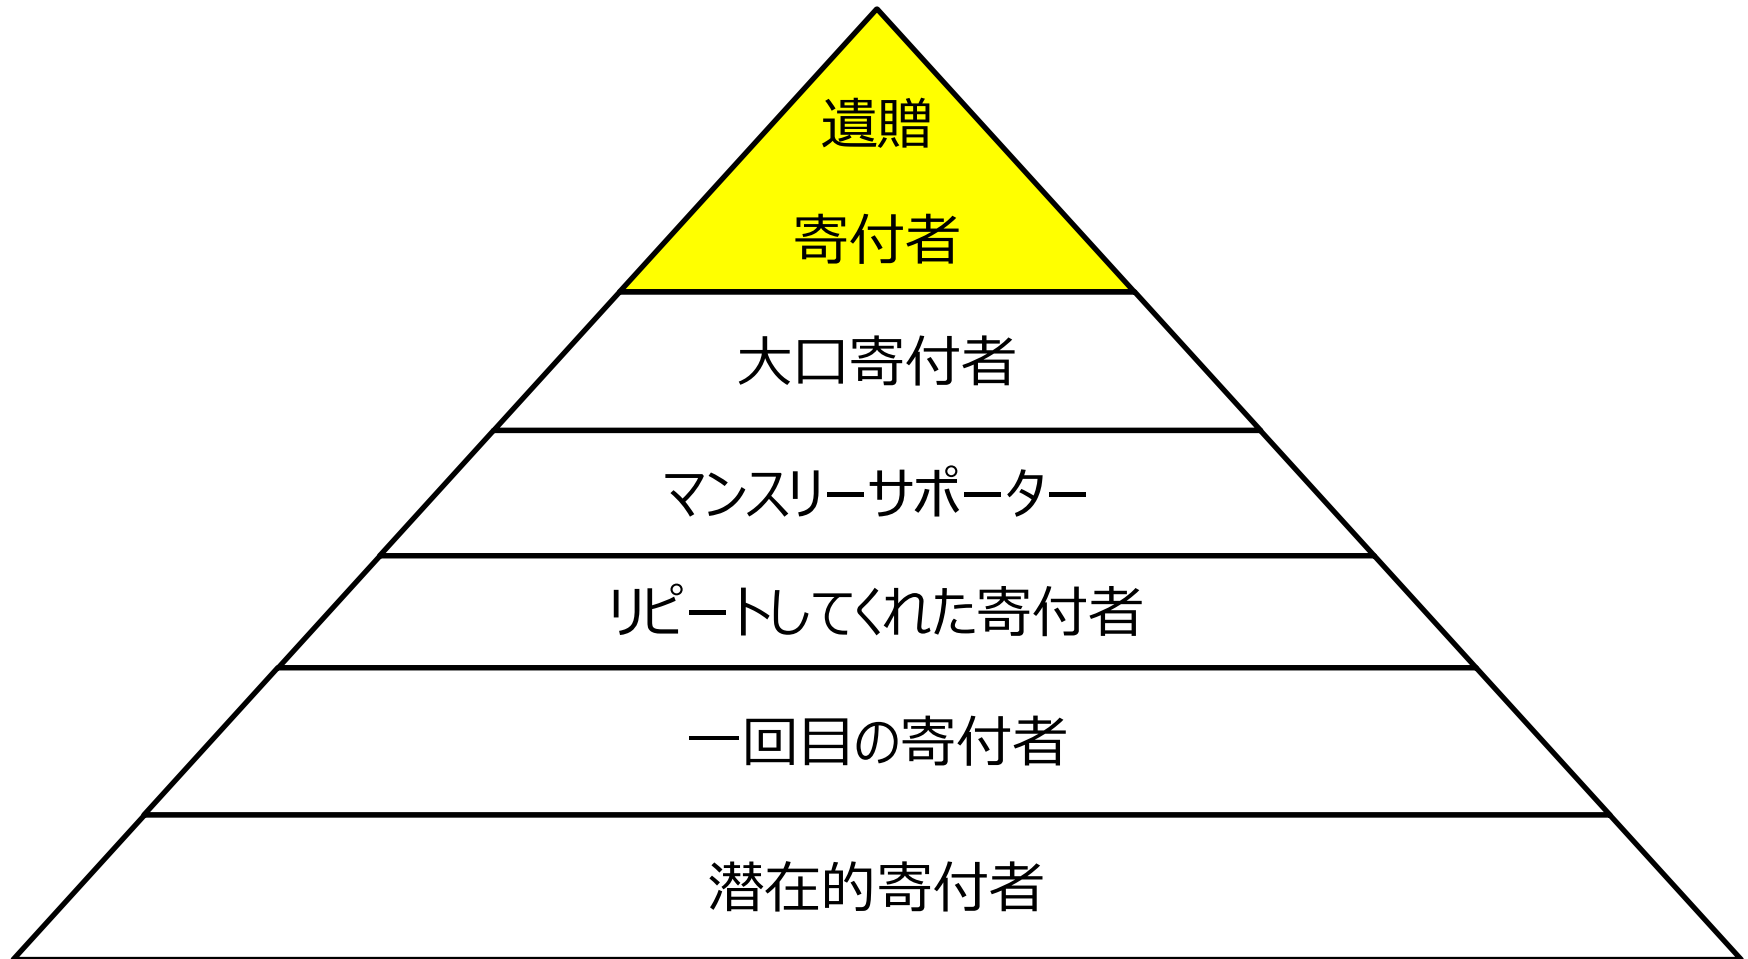 遺贈
寄付者
大口寄付者
マンスリーサポーター
リピートしてくれた寄付者
一回目の寄付者
潜在的寄付者